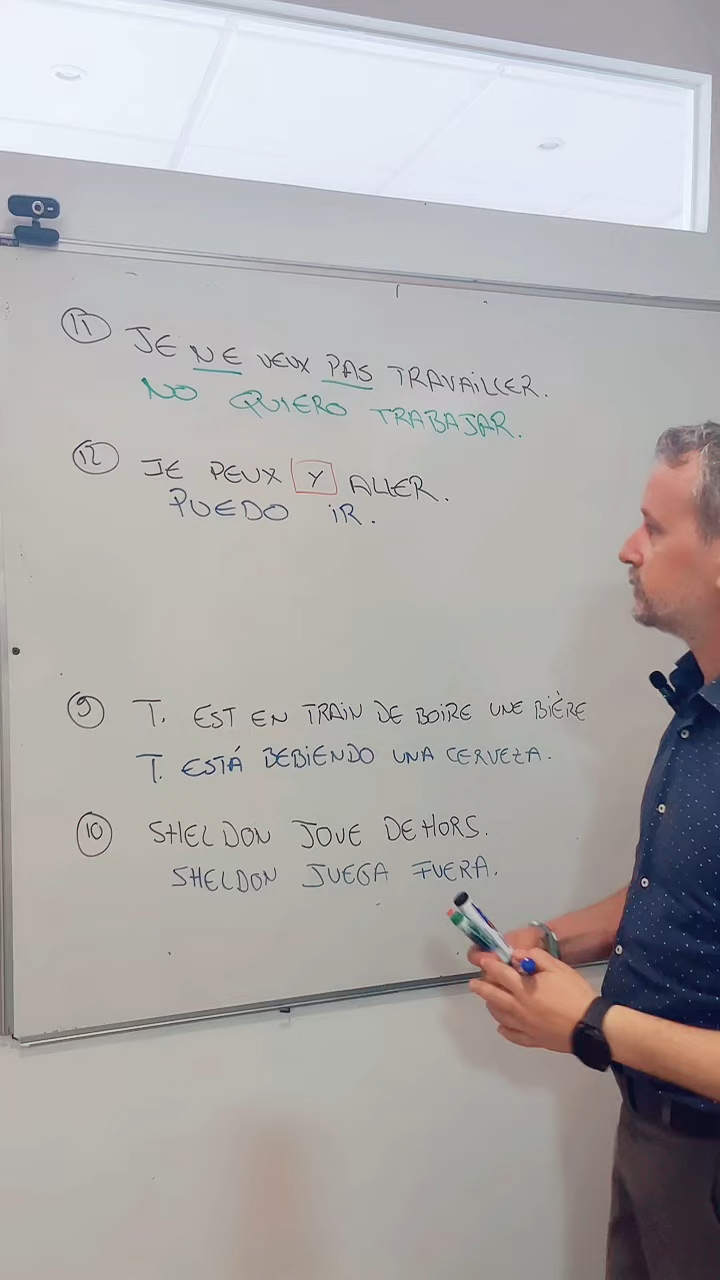 11 JE NE VEUX PAS TRAVAILLER.
NO QUIERO TRABAJAR.
12 JE PEUX Y ALLER.
PUEDO IR.
9 T. EST EN TRAIN DE BOIRE UNE BIÈRE
T. ESTÁ BEBIENDO UNA CERVEZA.
10 SHELDON JOUE DEHORS.
SHELDON JUEGA FUERA.